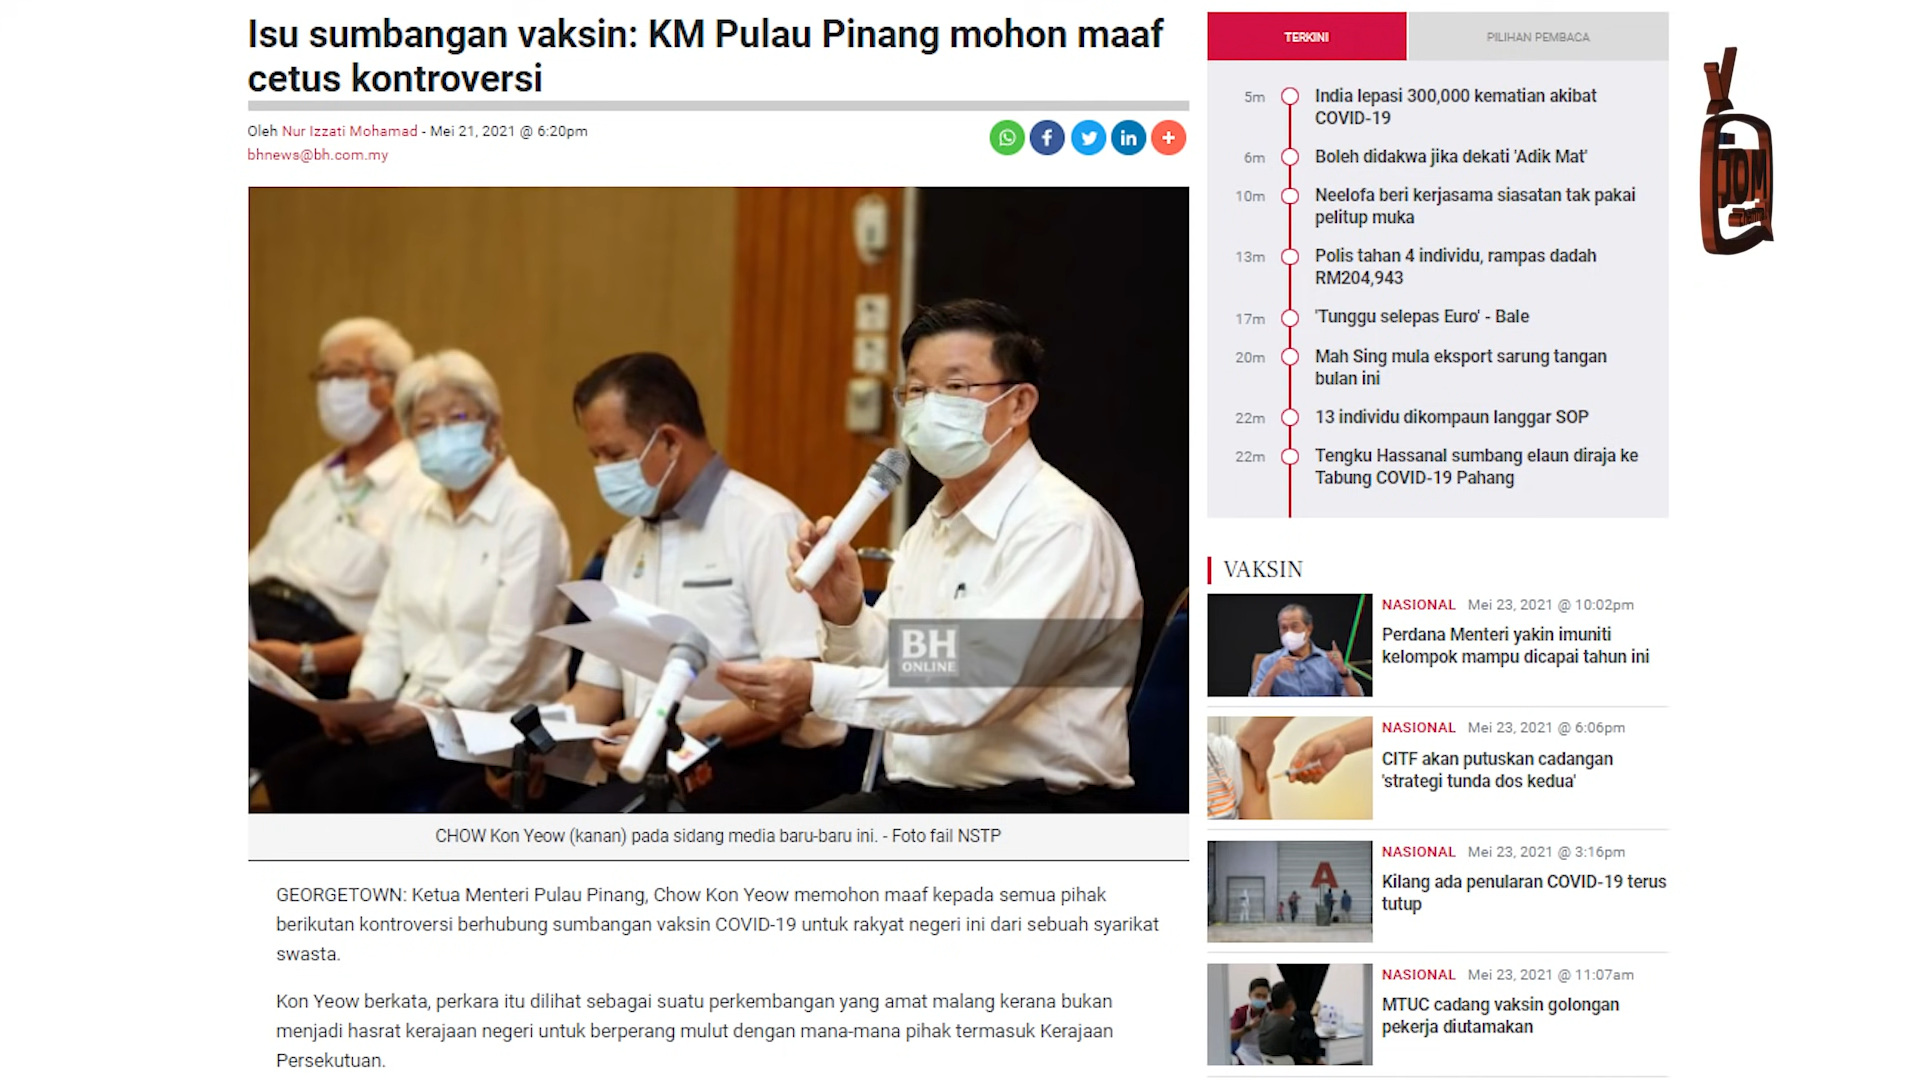 Isu sumbangan vaksin: KM Pulau Pinang mohon maaf
cetus kontroversi
Oleh Nur Izzati Mohamad - Mei 21, 2021 @ 6:20pm
bhnews@bh.com.my
BH
ONLINE
CHOW Kon Yeow (kanan) pada sidang media baru-baru ini. - Foto fail NSTP
GEORGETOWN: Ketua Menteri Pulau Pinang, Chow Kon Yeow memohon maaf kepada semua pihak
berikutan kontroversi berhubung sumbangan vaksin COVID-19 untuk rakyat negeri ini dari sebuah syarikat
swasta.
Kon Yeow berkata, perkara itu dilihat sebagai suatu perkembangan yang amat malang kerana bukan
menjadi hasrat kerajaan negeri untuk berperang mulut dengan mana-mana pihak termasuk Kerajaan
Persekutuan.
TERKINI
PILIHAN PEMBACA
5m India lepasi 300,000 kematian akibat
COVID-19
6m Boleh didakwa jika dekati 'Adik Mat'
10m Neelofa beri kerjasama siasatan tak pakai
pelitup muka
13m Polis tahan 4 individu, rampas dadah
RM204,943
17m 'Tunggu selepas Euro' - Bale
20m Mah Sing mula eksport sarung tangan
bulan ini
22m 13 individu dikompaun langgar SOP
22m Tengku Hassanal sumbang elaun diraja ke
Tabung COVID-19 Pahang
VAKSIN
NASIONAL Mei 23, 2021 @ 10:02pm
Perdana Menteri yakin imuniti
kelompok mampu dicapai tahun ini
NASIONAL Mei 23, 2021 @ 6:06pm
CITF akan putuskan cadangan
'strategi tunda dos kedua'
NASIONAL Mei 23, 2021 @ 3:16pm
Kilang ada penularan COVID-19 terus
tutup
A
NASIONAL Mei 23, 2021 @ 11:07am
MTUC cadang vaksin golongan
pekerja diutamakan
JOM